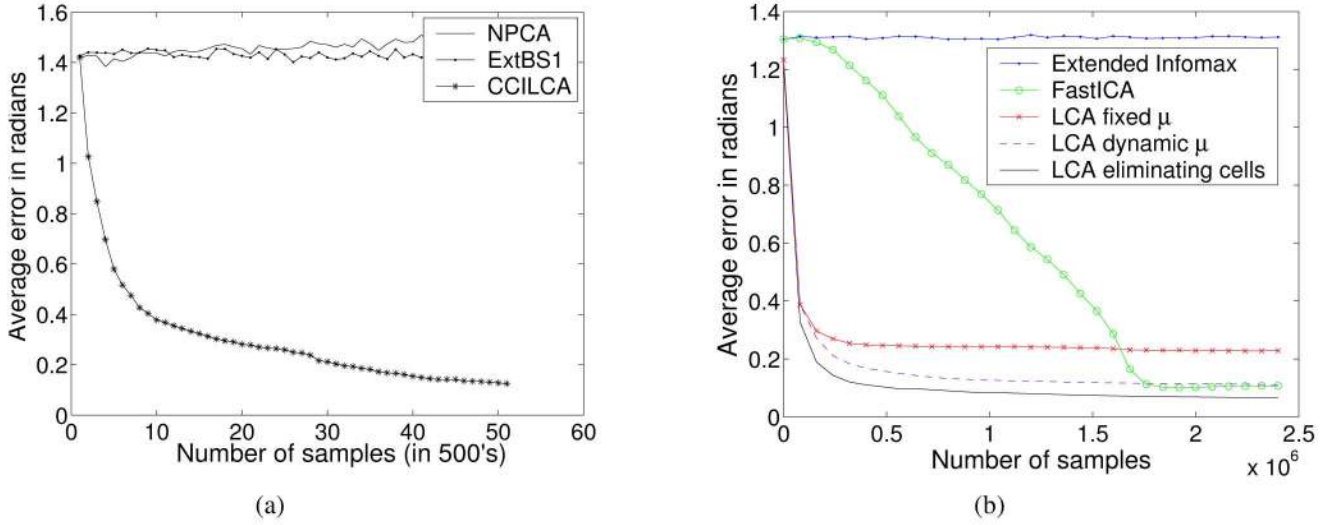 1.6
1.4
1.2
1
0.8
0.6
0.4
0.2
0
Average error in radians
NPCA
ExtBS1
CCILCA
0 10 20 30 40 50 60
Number of samples (in 500's)
(a)
1.4
1.2
1
0.8
0.6
0.4
0.2
0
Average error in radians
Extended Infomax
FastICA
LCA fixed μ
LCA dynamic μ
LCA eliminating cells
0 0.5 1 1.5 2 2.5
Number of samples
x 10^6
(b)